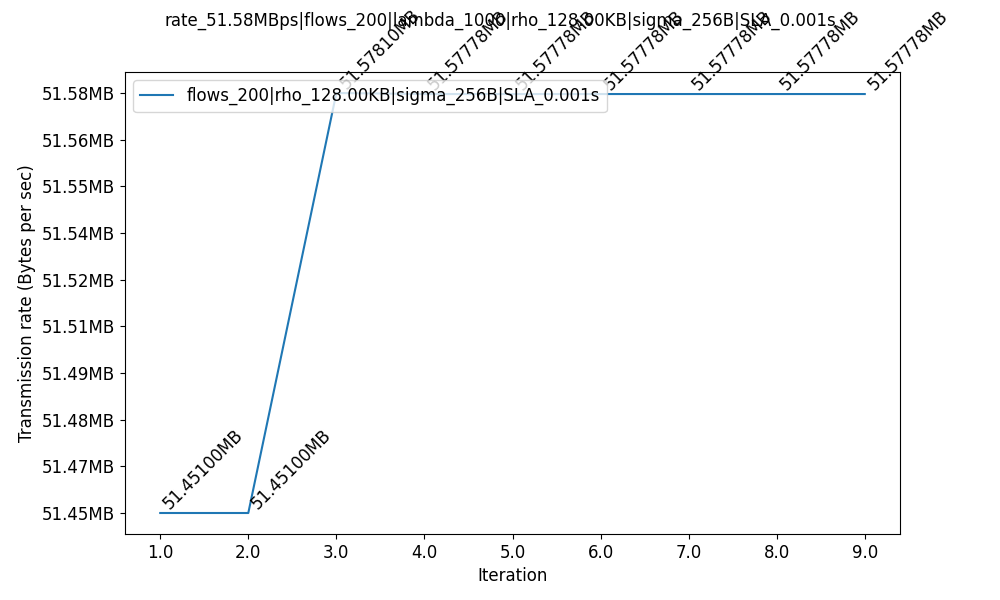 rate_51.58MBps|flows_200|lambda_1000|rho_128.00KB|sigma_256B|SLA_0.001s
51.57810MB
51.57778MB
51.57778MB
51.57778MB
51.57778MB
51.57778MB
51.57778MB
flows_200|rho_128.00KB|sigma_256B|SLA_0.001s
51.58MB
51.56MB
51.55MB
51.54MB
51.52MB
51.51MB
51.49MB
51.48MB
51.47MB
51.45MB
Transmission rate (Bytes per sec)
51.45100MB
51.45100MB
1.0 2.0 3.0 4.0 5.0 6.0 7.0 8.0 9.0
Iteration